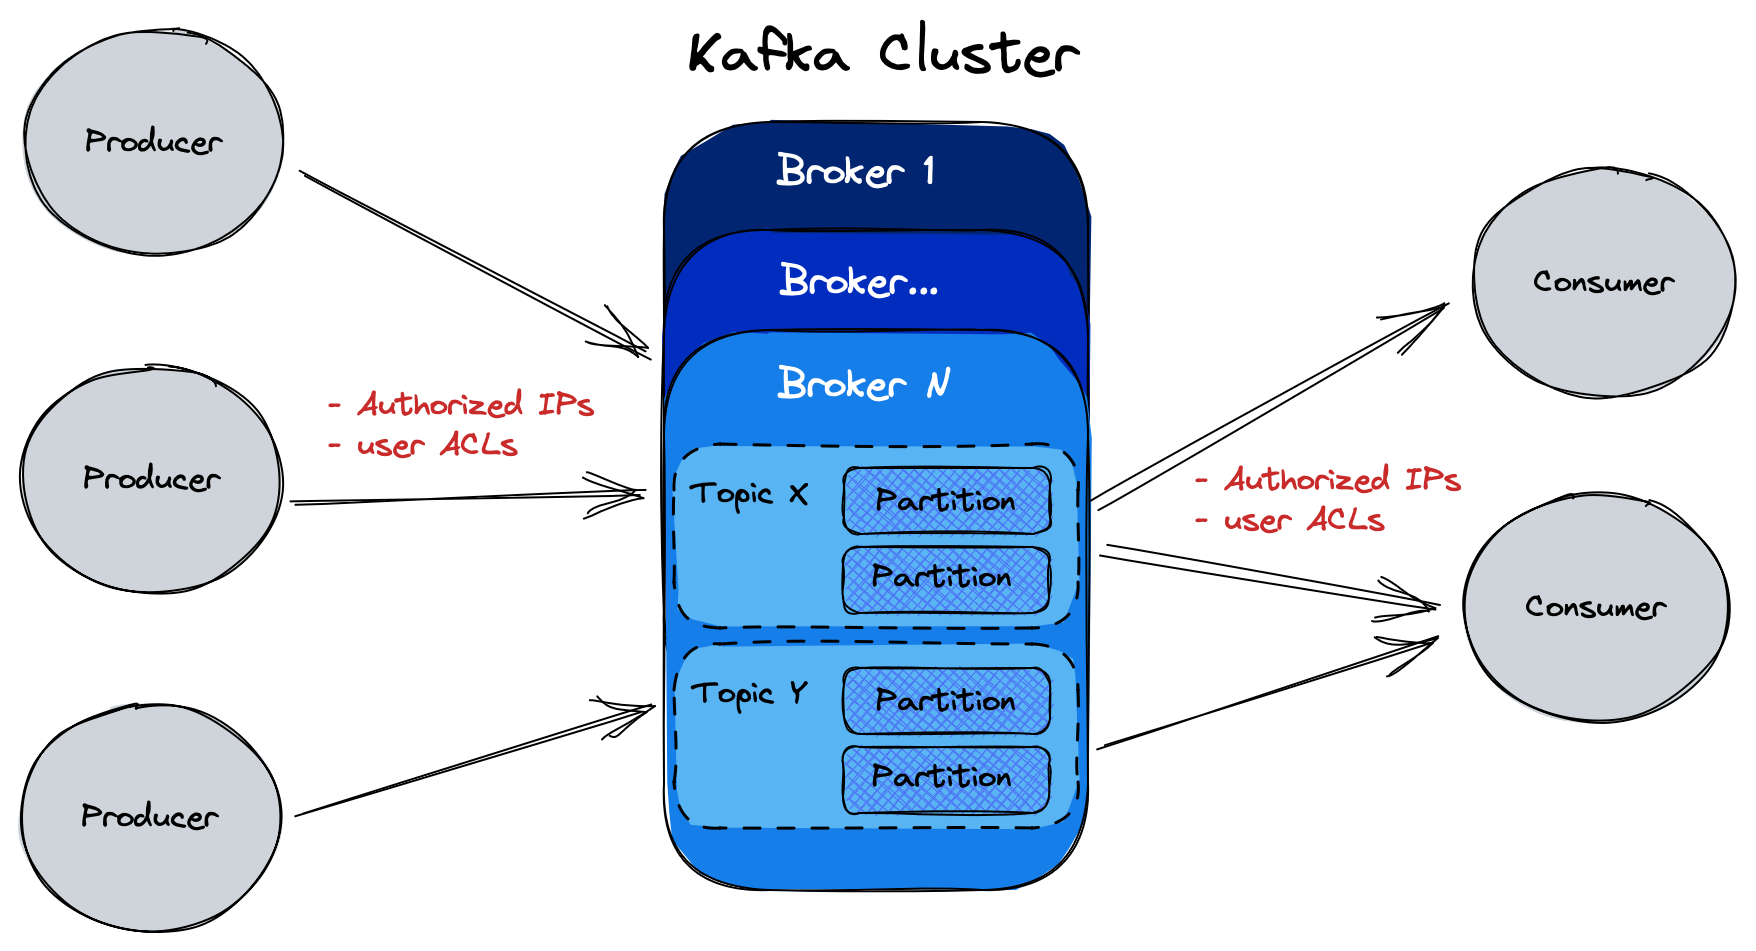 Kafka Cluster
Producer
Producer
Producer
- Authorized IPs
- user ACLs
Broker 1
Broker...
Broker N
Topic X
Partition
Partition
Topic Y
Partition
Partition
- Authorized IPs
- user ACLs
Consumer
Consumer